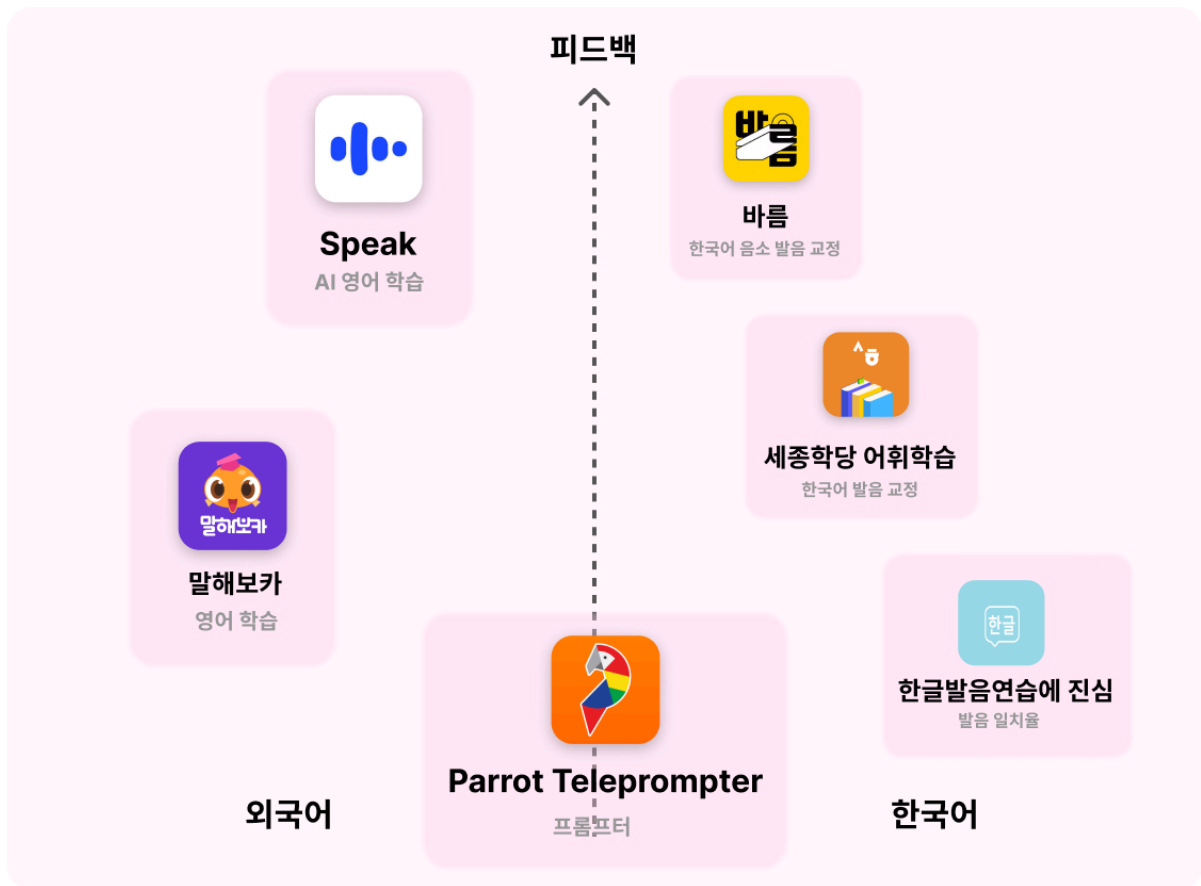 피드백
Speak
AI 영어 학습
바름
바름
한국어 음소 발음 교정
세종학당 어휘학습
한국어 발음 교정
말해보카
말해보카
영어 학습
한글
한글발음연습에 진심
발음 일치율
Parrot Teleprompter
프롬프터
외국어
한국어